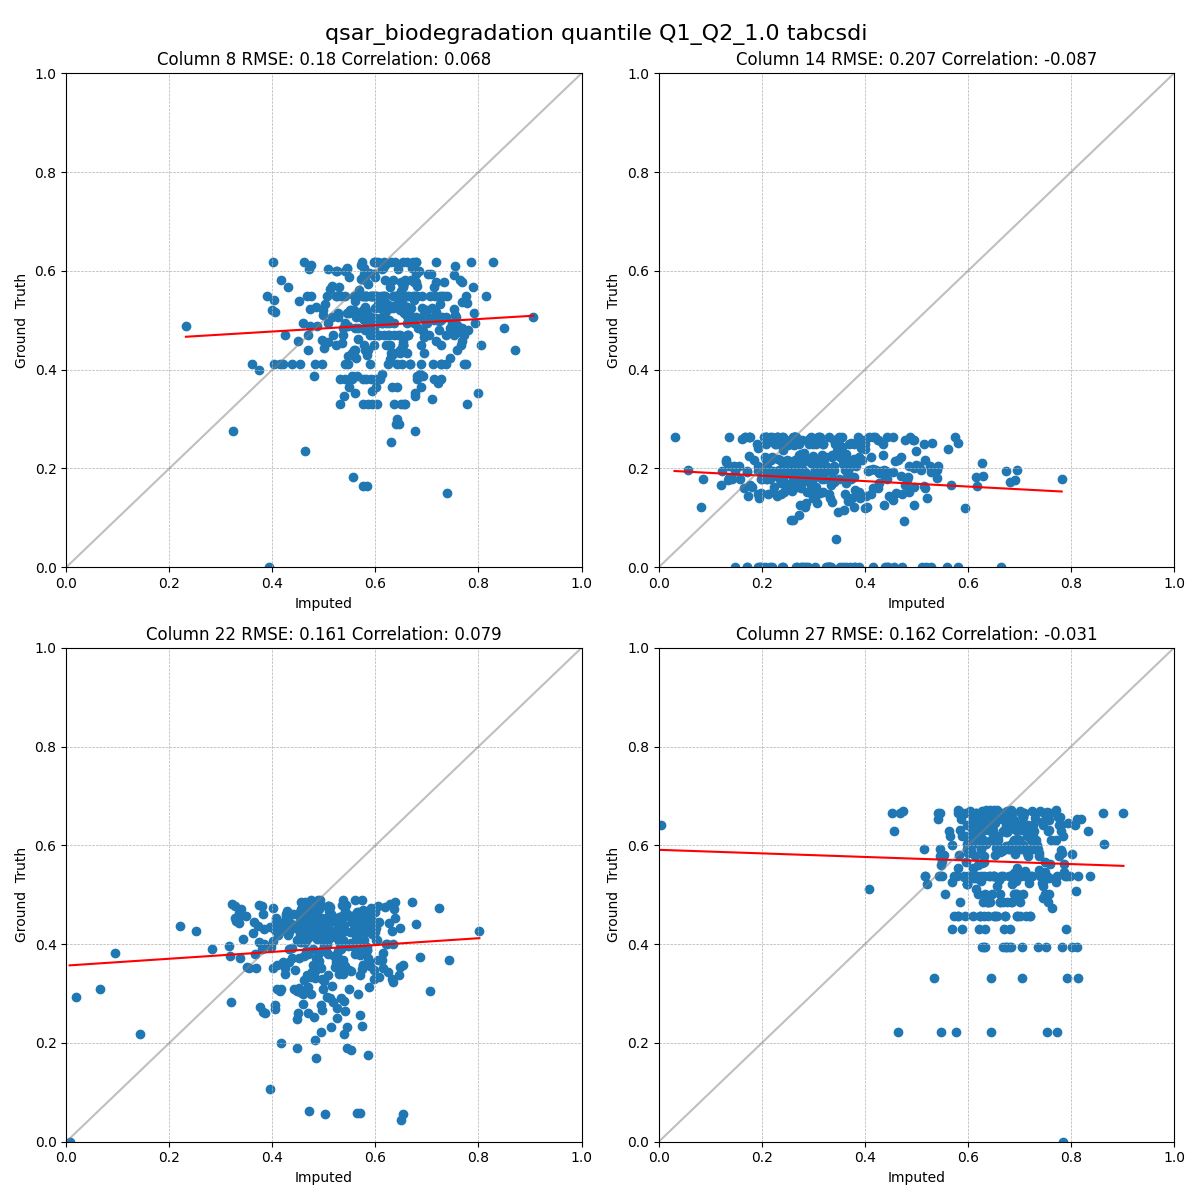 qsar_biodegradation quantile Q1_Q2_1.0 tabcsdi
Column 8 RMSE: 0.18 Correlation: 0.068
1.0
0.8
0.6
0.4
0.2
0.0
Ground Truth
0.0 0.2 0.4 0.6 0.8 1.0
Imputed
Column 14 RMSE: 0.207 Correlation: -0.087
1.0
0.8
0.6
0.4
0.2
0.0
Ground Truth
0.0 0.2 0.4 0.6 0.8 1.0
Imputed
Column 22 RMSE: 0.161 Correlation: 0.079
1.0
0.8
0.6
0.4
0.2
0.0
Ground Truth
0.0 0.2 0.4 0.6 0.8 1.0
Imputed
Column 27 RMSE: 0.162 Correlation: -0.031
1.0
0.8
0.6
0.4
0.2
0.0
Ground Truth
0.0 0.2 0.4 0.6 0.8 1.0
Imputed